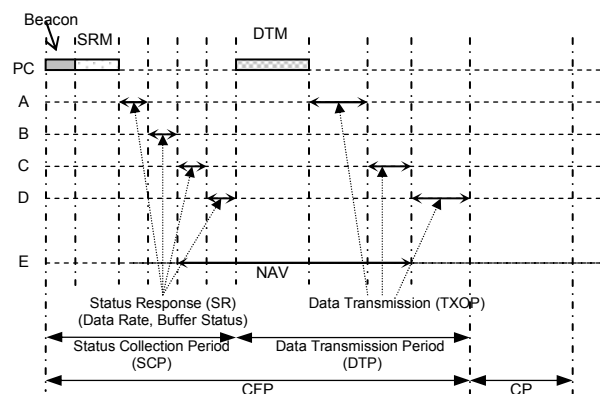 Beacon
SRM
DTM
PC
A
B
C
D
E
NAV
Status Response (SR)
(Data Rate, Buffer Status)
Data Transmission (TXOP)
Status Collection Period
(SCP)
Data Transmission Period
(DTP)
CFP
CP